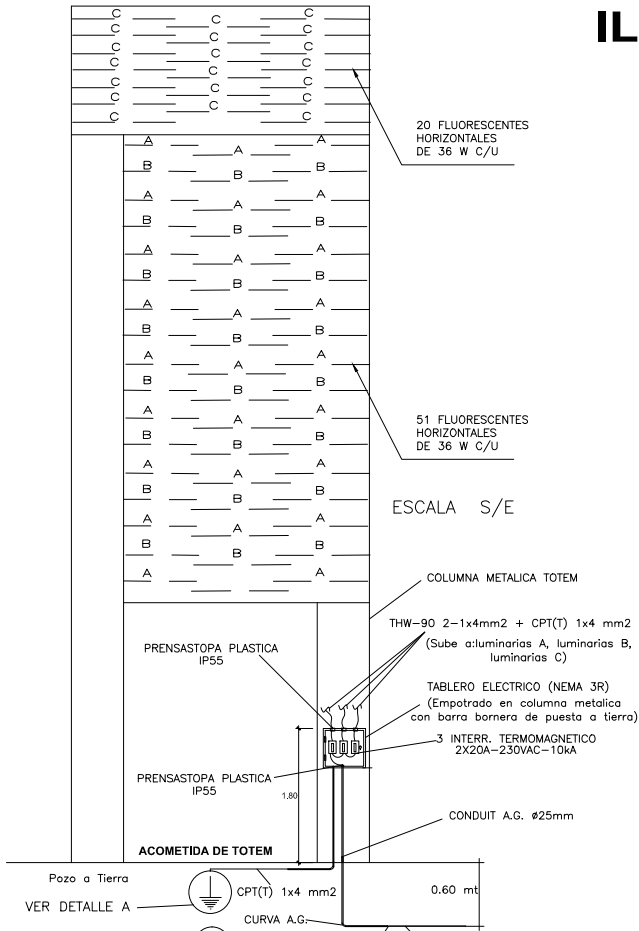 IL
C C
C
C C
C
C C
C
C C
C
C C
C
C C
C
C C
20 FLUORESCENTES
HORIZONTALES
DE 36 W C/U
A A
A
B B
B
A A
A
B B
B
A A
A
B B
B
A A
A
B B
B
A A
A
B B
B
A A
A
B B
B
A A
A
B B
B
A A
A
B B
B
A A
51 FLUORESCENTES
HORIZONTALES
DE 36 W C/U
ESCALA S/E
COLUMNA METALICA TOTEM
THW-90 2-1x4mm2 + CPT(T) 1x4 mm2
(Sube a:luminarias A, luminarias B,
luminarias C)
PRENSASTOPA PLASTICA
IP55
TABLERO ELECTRICO (NEMA 3R)
(Empotrado en columna metalica
con barra bornera de puesta a tierra)
3 INTERR. TERMOMAGNETICO
2X20A-230VAC-10kA
PRENSASTOPA PLASTICA
IP55
1.80
CONDUIT A.G. ø25mm
ACOMETIDA DE TOTEM
Pozo a Tierra
CPT(T) 1x4 mm2
0.60 mt
VER DETALLE A
CURVA A.G.